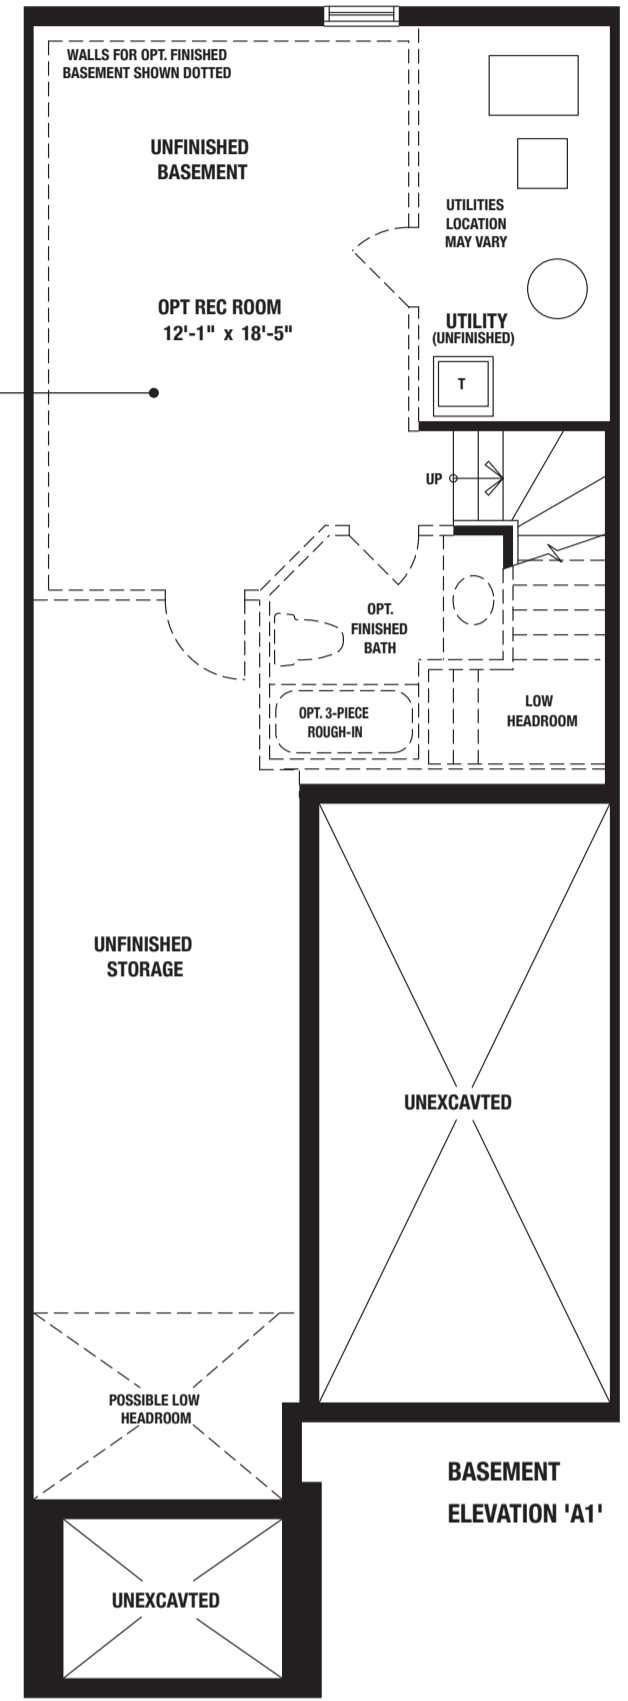 WALLS FOR OPT. FINISHED
BASEMENT SHOWN DOTTED
UNFINISHED
BASEMENT
UTILITIES
LOCATION
MAY VARY
OPT REC ROOM
12'-1" x 18'-5"
UTILITY
(UNFINISHED)
T
UP
OPT.
FINISHED
BATH
OPT. 3-PIECE
ROUGH-IN
LOW
HEADROOM
UNFINISHED
STORAGE
UNEXCAVTED
POSSIBLE LOW
HEADROOM
BASEMENT
ELEVATION 'A1'
UNEXCAVTED